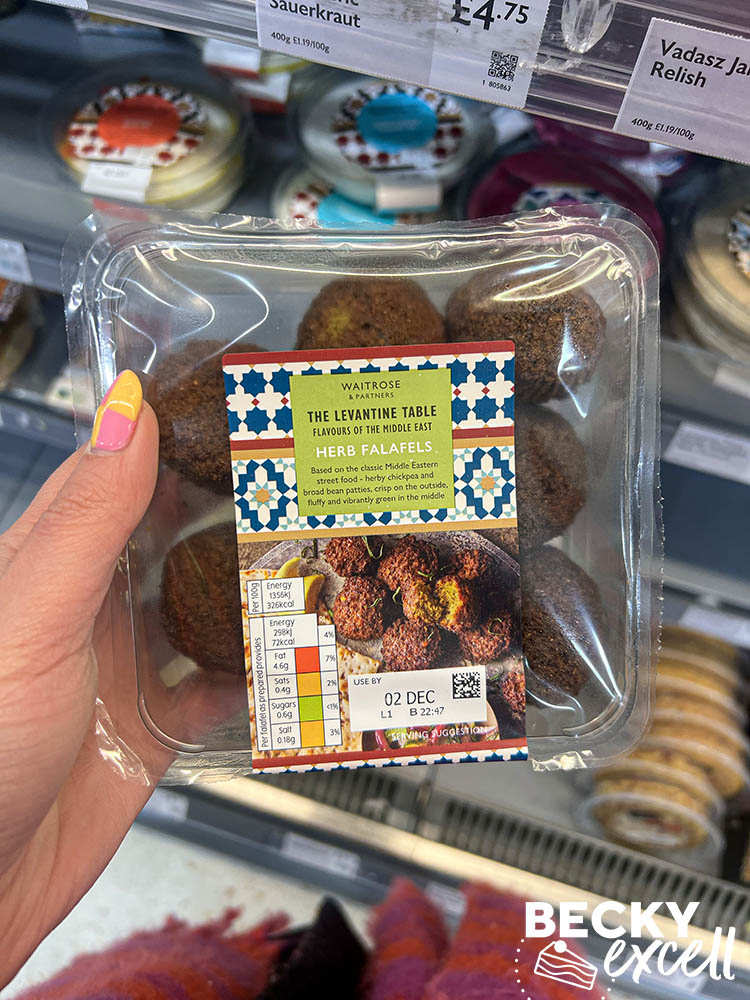 Sauerkraut
400g £1.19/100g
£4.75
1 805863
Vadasz
Relish
400g £1.19/100g
WAITROSE
& PARTNERS
THE LEVANTINE TABLE
FLAVOURS OF THE MIDDLE EAST
HERB FALAFELS
Based on the classic Middle Eastern
street food - herby chickpea and
broad bean patties, crisp on the outside,
fluffy and vibrantly green in the middle
Per 100g
Energy
1356kJ
326kcal
Per falafel as prepared provides
Energy
298kJ
72kcal
4%
Fat
4.6g
7%
Sats
0.4g
2%
Sugars
0.6g
<1%
Salt
0.18g
3%
USE BY
02 DEC
L1 B 22:47
SERVING SUGGESTION
BECKY
excell